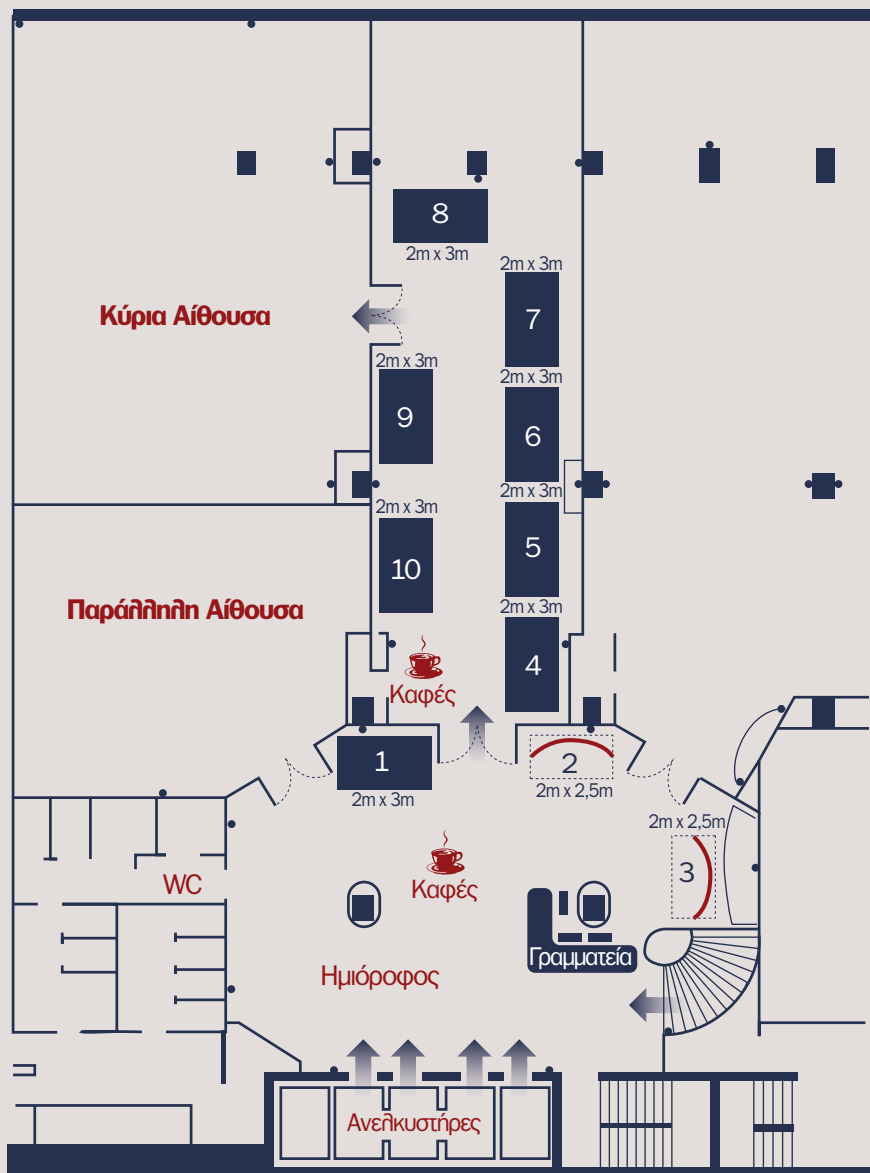 8
2m x 3m
2m x 3m
7
Κύρια Αίθουσα
2m x 3m
9
2m x 3m
6
2m x 3m
2m x 3m
5
10
2m x 3m
Παράλληλη Αίθουσα
4
Καφές
1
2m x 3m
2
2m x 2,5m
2m x 2,5m
3
WC
Καφές
Γραμματεία
Ημιόροφος
Ανελκυστήρες